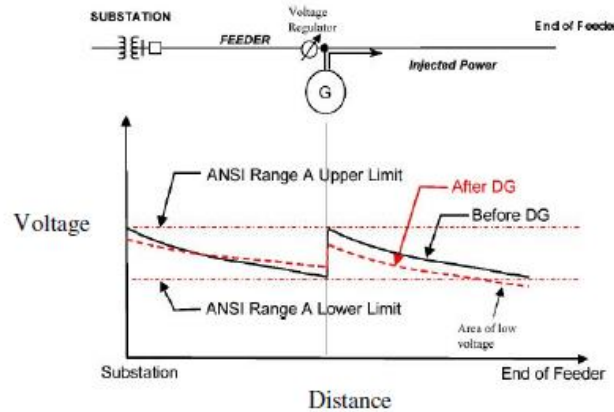 SUBSTATION
Voltage
Regulator
End of Feeder
FEEDER
Injected Power
G
ANSI Range A Upper Limit
After DG
Before DG
Voltage
ANSI Range A Lower Limit
Area of low
voltage
Substation
End of Feeder
Distance